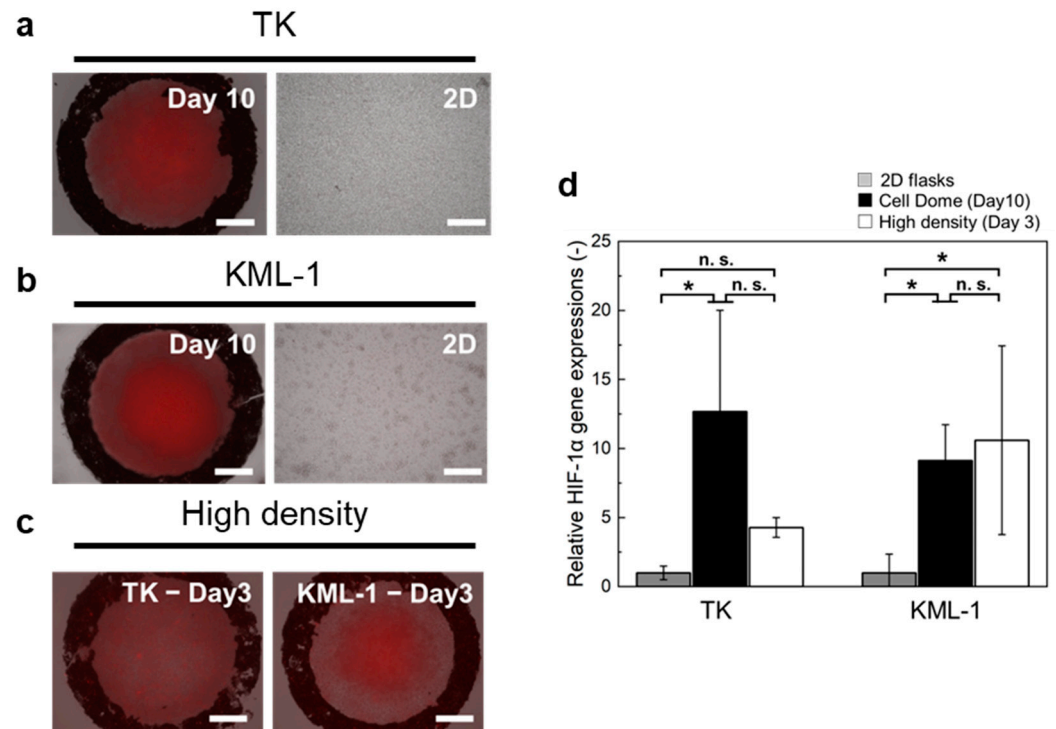 a
TK
Day 10
2D
b
KML-1
Day 10
2D
c
High density
TK − Day3
KML-1 − Day3
d
2D flasks
Cell Dome (Day10)
High density (Day 3)
Relative HIF-1α gene expressions (-)
25
20
15
10
5
0
n. s.
*
n. s.
*
*
n. s.
TK
KML-1